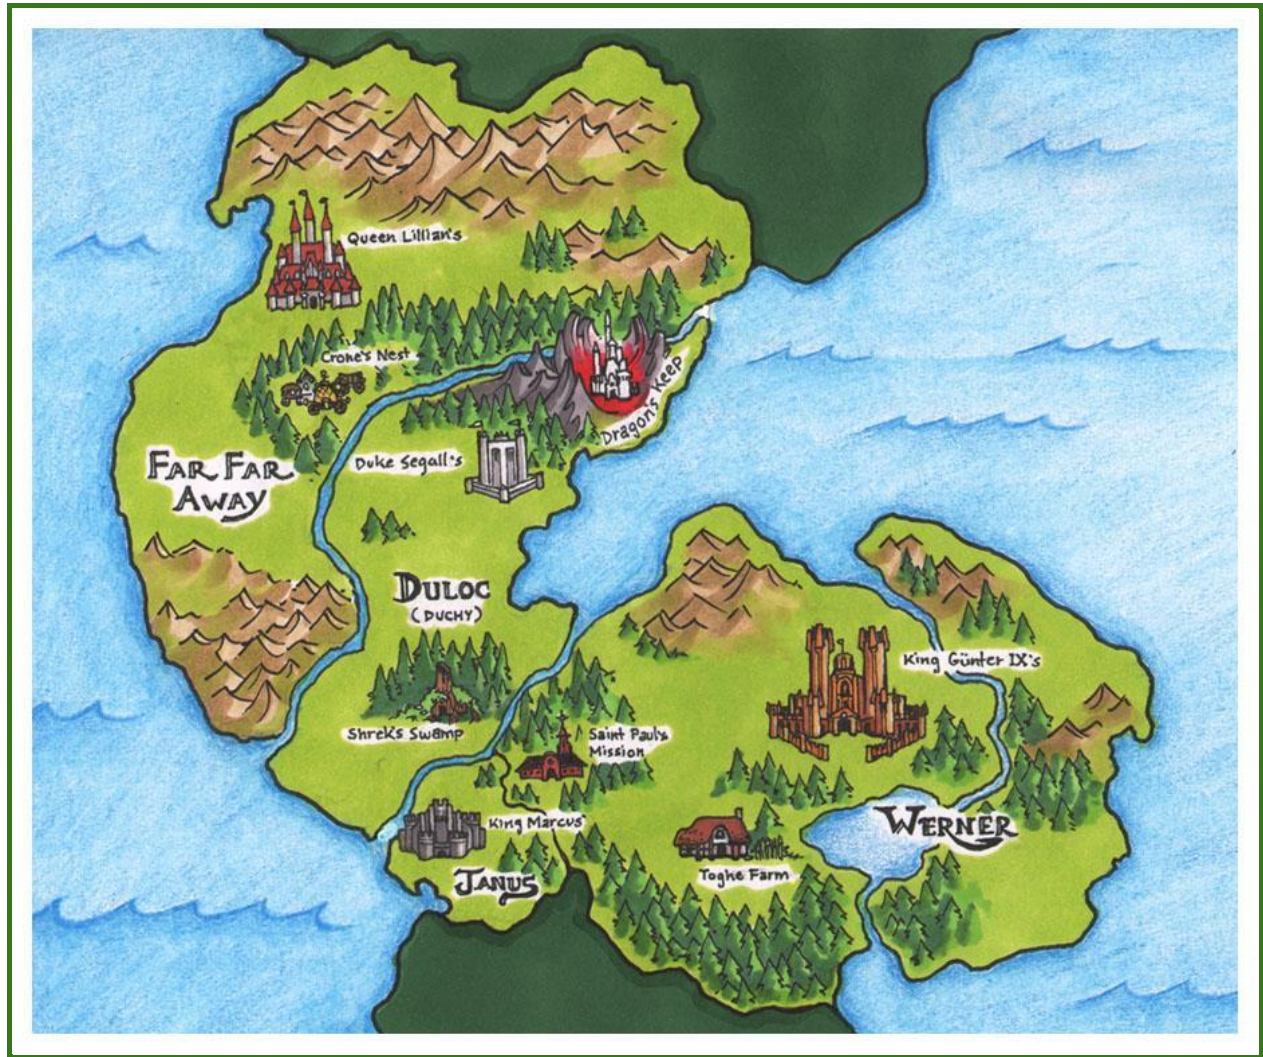 Queen Lillian's
Crone's Nest
Dragon's Keep
Duke Segall's
FAR FAR
AWAY
DULOC
(DUCHY)
King Günter IX's
Shrek's Swamp
Saint Paul's
Mission
King Marcus'
WERNER
Toghe Farm
JANUS